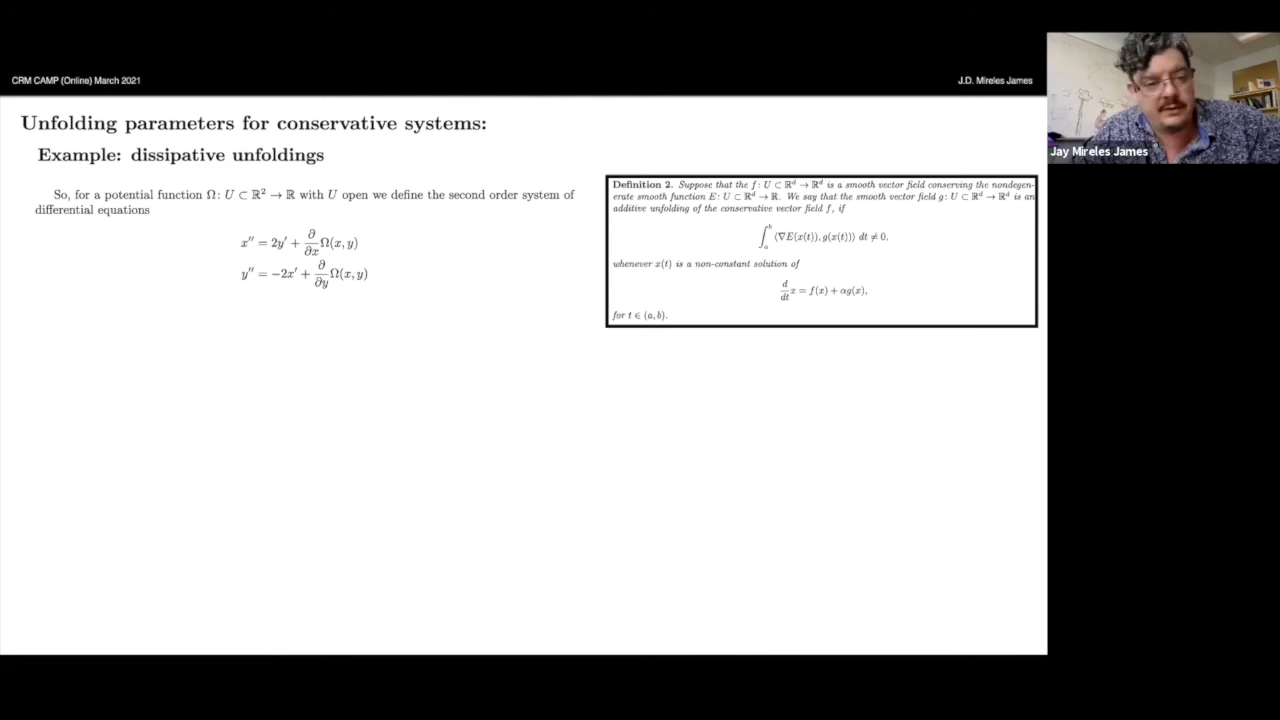 CRM CAMP (Online) March 2021
J.D. Mireles James
Unfolding parameters for conservative systems:
Example: dissipative unfoldings
So, for a potential function Ω: U ⊂ ℝ² → ℝ with U open we define the second order system of
differential equations
x″ = 2y′ + ∂/∂x Ω(x, y)
y″ = −2x′ + ∂/∂y Ω(x, y)
Definition 2. Suppose that the f: U ⊂ ℝᵈ → ℝᵈ is a smooth vector field conserving the nondegen-
erate smooth function E: U ⊂ ℝᵈ → ℝ. We say that the smooth vector field g: U ⊂ ℝᵈ → ℝᵈ is an
additive unfolding of the conservative vector field f, if
∫ₐᵇ ⟨∇E(x(t)), g(x(t))⟩ dt ≠ 0,
whenever x(t) is a non-constant solution of
d/dt x = f(x) + αg(x),
for t ∈ (a, b).
Jay Mireles James